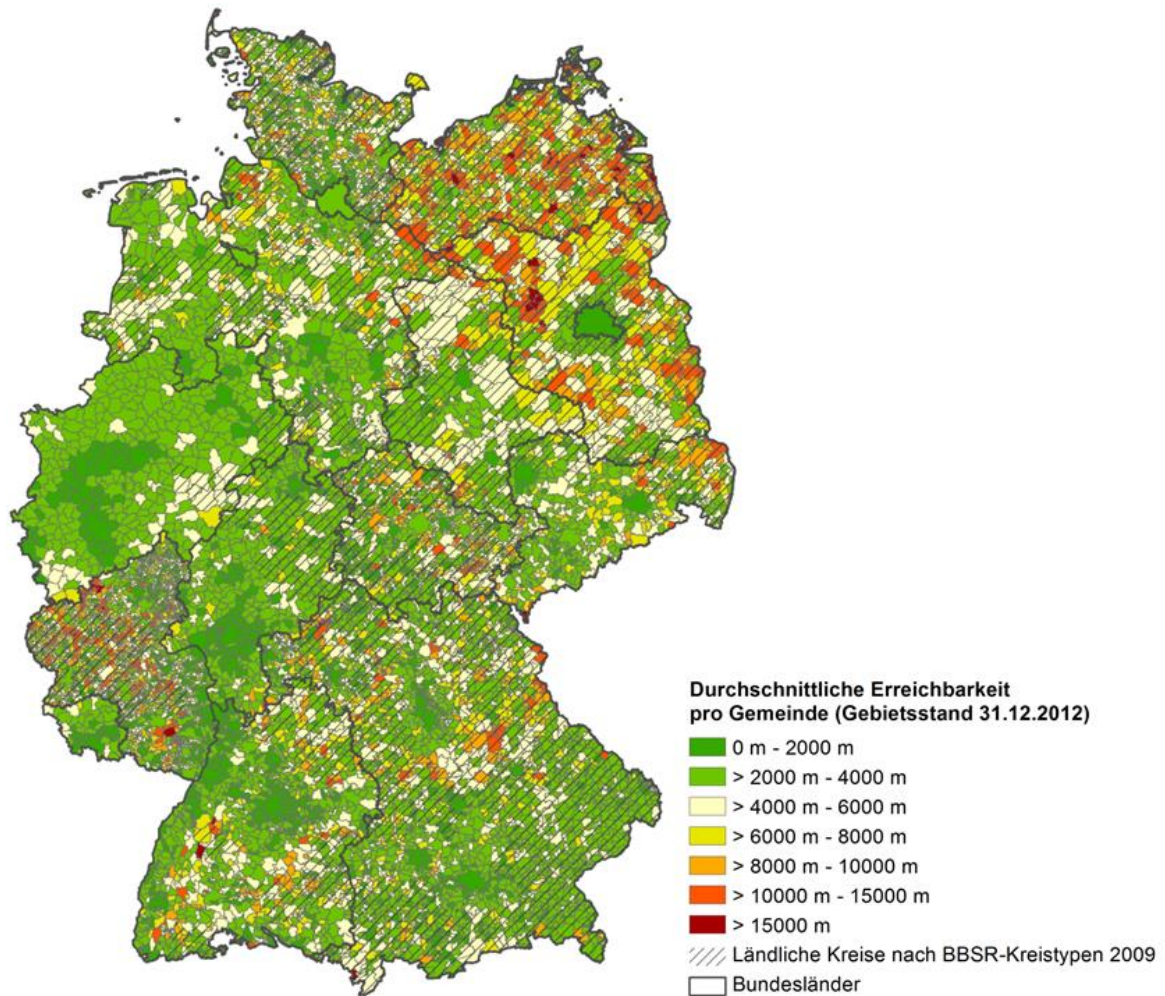 Durchschnittliche Erreichbarkeit
pro Gemeinde (Gebietsstand 31.12.2012)
0 m - 2000 m
> 2000 m - 4000 m
> 4000 m - 6000 m
> 6000 m - 8000 m
> 8000 m - 10000 m
> 10000 m - 15000 m
> 15000 m
Ländliche Kreise nach BBSR-Kreistypen 2009
Bundesländer